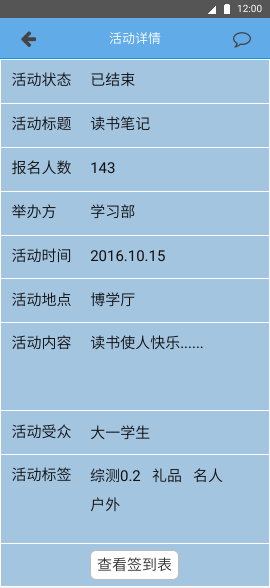 12:00
活动详情
活动状态 已结束
活动标题 读书笔记
报名人数 143
举办方 学习部
活动时间 2016.10.15
活动地点 博学厅
活动内容 读书使人快乐......
活动受众 大一学生
活动标签 综测0.2 礼品 名人
户外
查看签到表